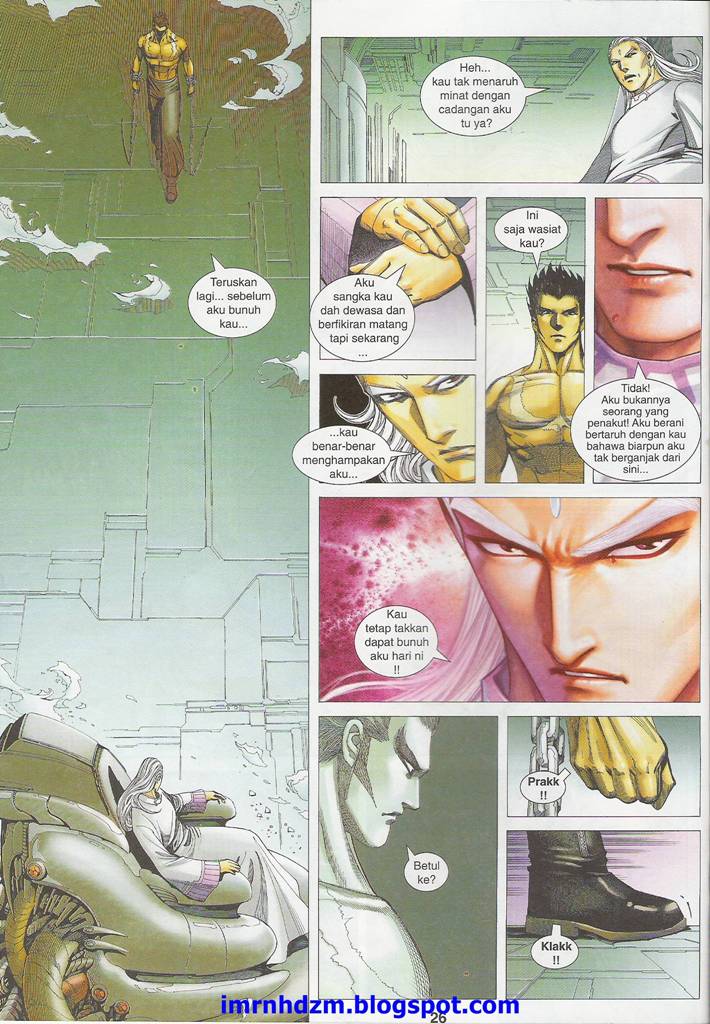 Teruskan
lagi... sebelum
aku bunuh
kau...
Heh...
kau tak menaruh
minat dengan
cadangan aku
tu ya?
Aku
sangka kau
dah dewasa dan
berfikiran matang
tapi sekarang
...
...kau
benar-benar
menghampakan
aku...
Ini
saja wasiat
kau?
Tidak!
Aku bukannya
seorang yang
penakut! Aku berani
bertaruh dengan kau
bahawa biarpun aku
tak berganjak dari
sini...
Kau
tetap takkan
dapat bunuh
aku hari ni
!!
Betul
ke?
Prakk
!!
Klakk
!!
imrnhdzm.blogspot.com
26